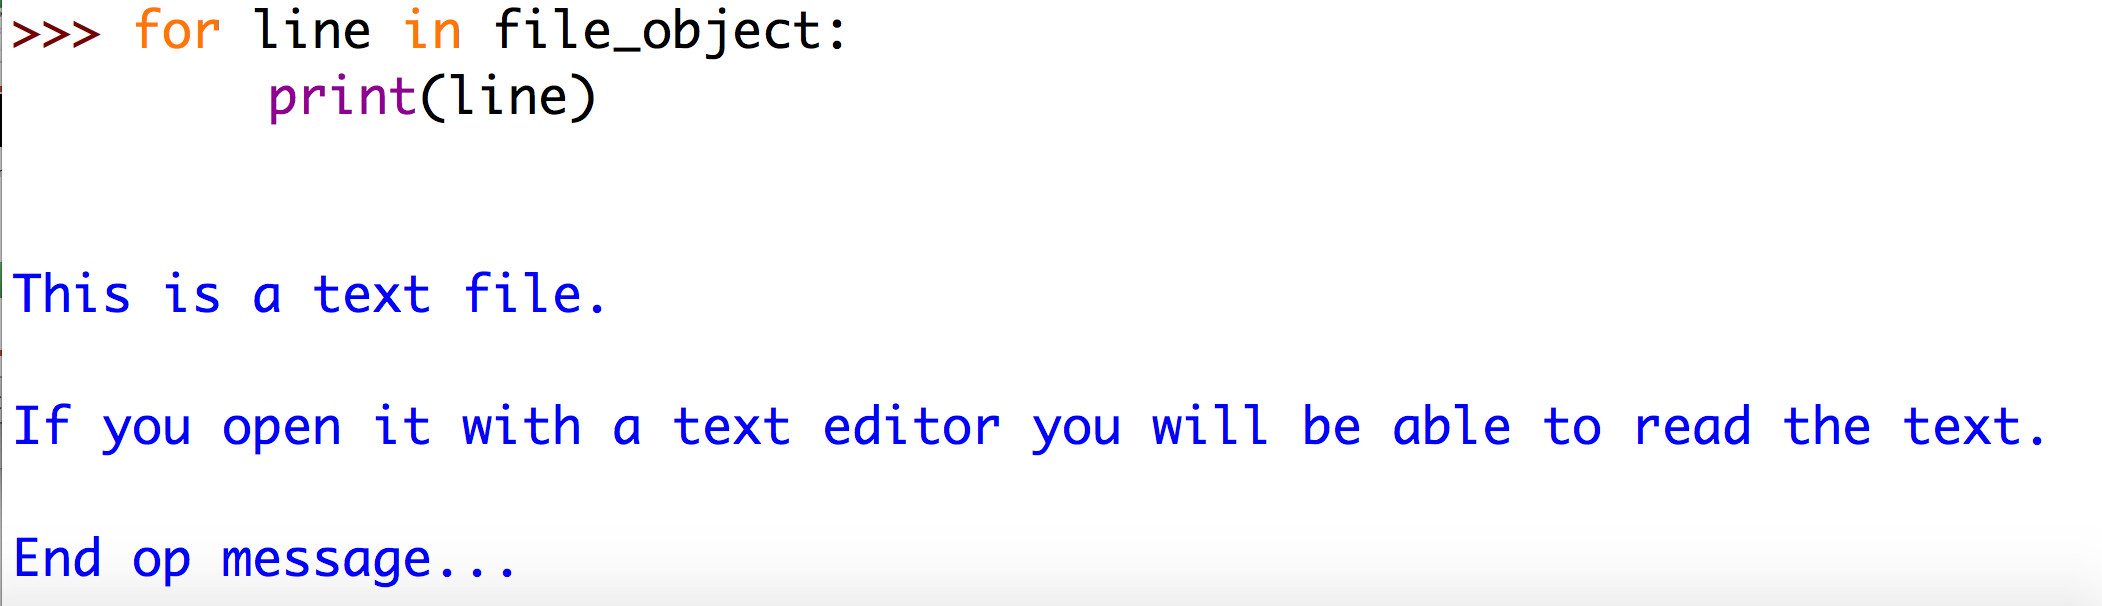 >>> for line in file_object:
print(line)
This is a text file.
If you open it with a text editor you will be able to read the text.
End op message...